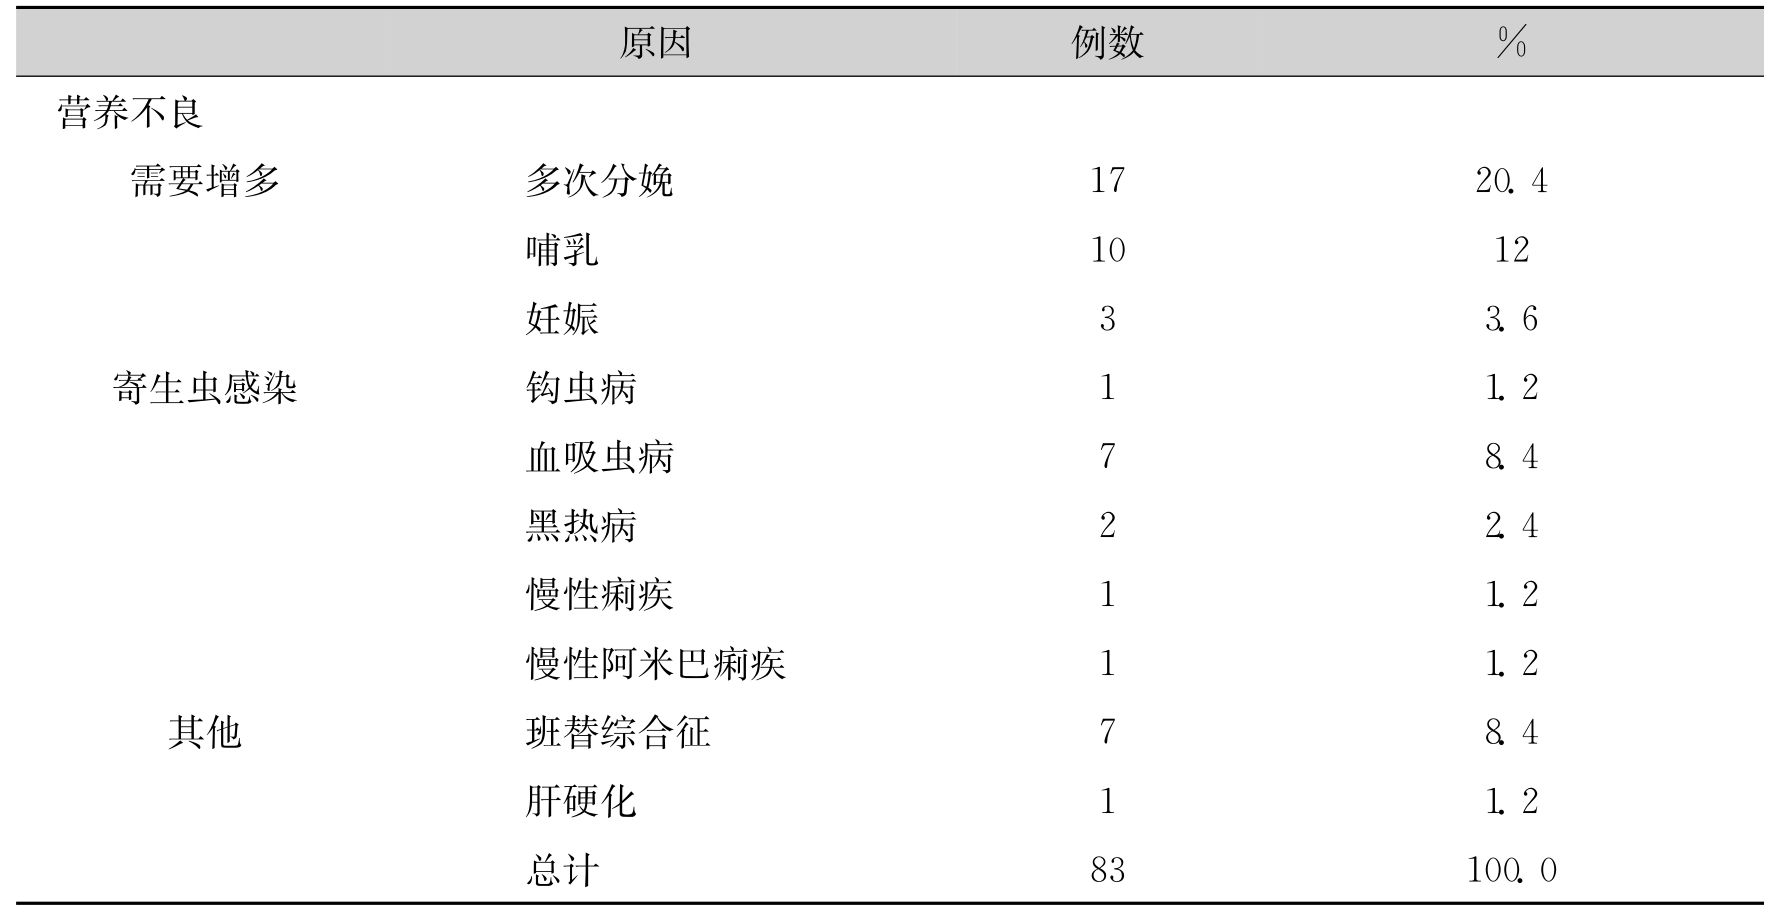 原因 例数 %
营养不良
需要增多 多次分娩 17 20.4
哺乳 10 12
妊娠 3 3.6
寄生虫感染 钩虫病 1 1.2
血吸虫病 7 8.4
黑热病 2 2.4
慢性痢疾 1 1.2
慢性阿米巴痢疾 1 1.2
其他 班替综合征 7 8.4
肝硬化 1 1.2
总计 83 100.0